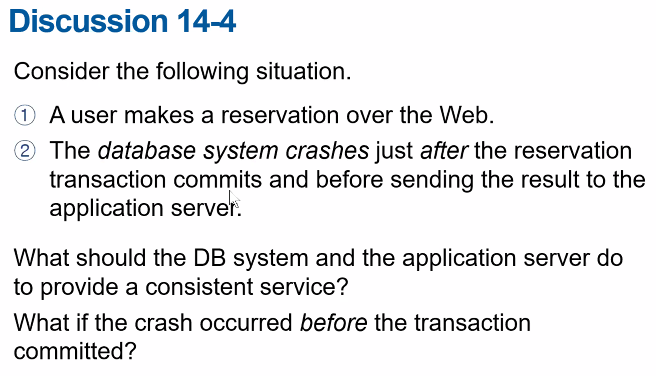 Discussion 14-4
Consider the following situation.
① A user makes a reservation over the Web.
② The database system crashes just after the reservation
transaction commits and before sending the result to the
application server.
What should the DB system and the application server do
to provide a consistent service?
What if the crash occurred before the transaction
committed?